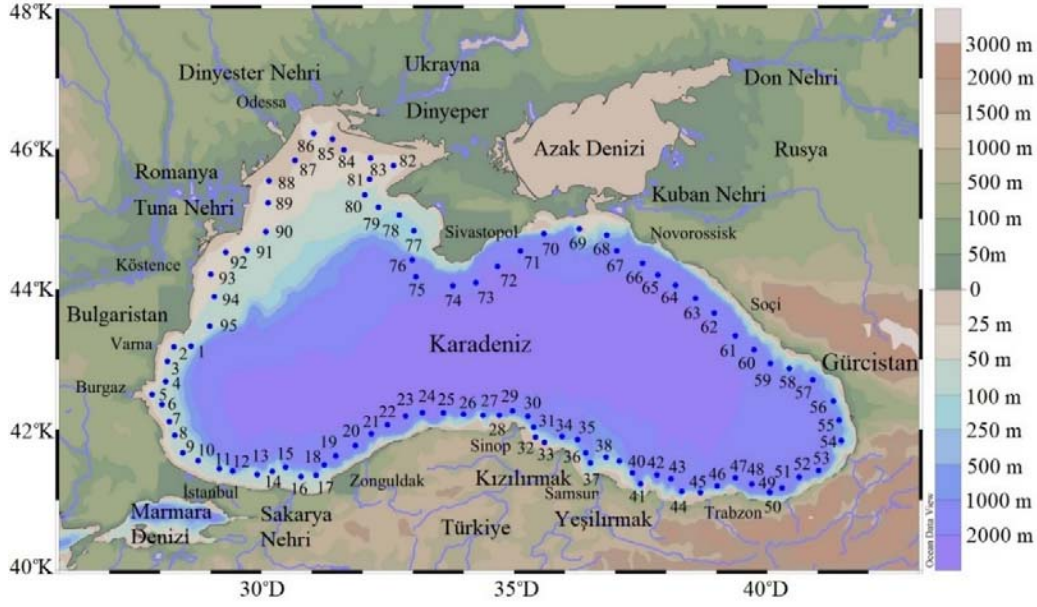 48°K
46°K
44°K
42°K
40°K
30°D
35°D
40°D
Dinyester Nehri
Ukrayna
Odessa
Dinyeper
Don Nehri
Azak Denizi
Rusya
Romanya
Tuna Nehri
Kuban Nehri
Sivastopol
Novorossisk
Köstence
Bulgaristan
Soçi
Varna
Karadeniz
Gürcistan
Burgaz
Sinop
Zonguldak
Kızılırmak
İstanbul
Samsun
Trabzon
Marmara
Denizi
Sakarya
Nehri
Türkiye
Yeşilırmak
1
2
3
4
5
6
7
8
9
10
11
12
13
14
15
16
17
18
19
20
21
22
23
24
25
26
27
28
29
30
31
32
33
34
35
36
37
38
40
41
42
43
44
45
46
47
48
49
50
51
52
53
54
55
56
57
58
59
60
61
62
63
64
65
66
67
68
69
70
71
72
73
74
75
76
77
78
79
80
81
82
83
84
85
86
87
88
89
90
91
92
93
94
95
3000 m
2000 m
1500 m
1000 m
500 m
100 m
50m
0
25 m
50 m
100 m
250 m
500 m
1000 m
2000 m
Ocean Data View